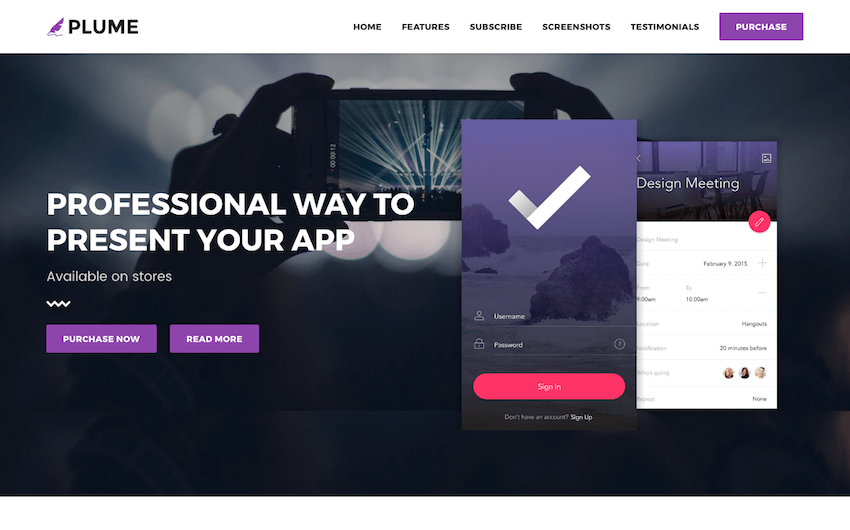 PLUME
HOME FEATURES SUBSCRIBE SCREENSHOTS TESTIMONIALS PURCHASE
PROFESSIONAL WAY TO
PRESENT YOUR APP
Available on stores
PURCHASE NOW READ MORE
00:00:12
Username
Password
?
Sign in
Don't have an account? Sign Up
Design Meeting
Design Meeting
Date February 9, 2015
From To
9:00am 10:00am
Location Hangouts
Notification 20 minutes before
Who's going
Repeat None